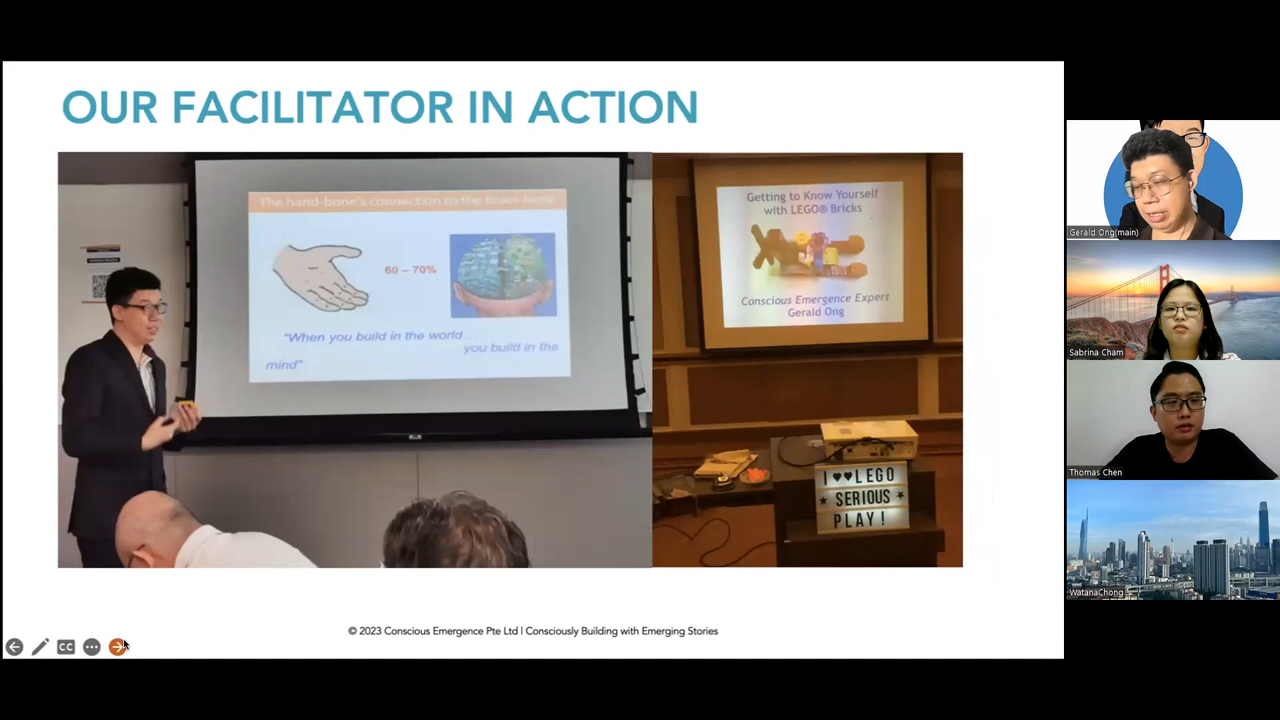 OUR FACILITATOR IN ACTION
The hand-bone's connection to the brain-bone
60 – 70%
"When you build in the world
you build in the
mind"
Getting to Know Yourself
with LEGO® Bricks
Conscious Emergence Expert
Gerald Ong
I ♥♥ LEGO
★ SERIOUS ★
PLAY!
© 2023 Conscious Emergence Pte Ltd | Consciously Building with Emerging Stories
CC
Gerald Ong(main)
Sabrina Cham
Thomas Chen
WatanaChong